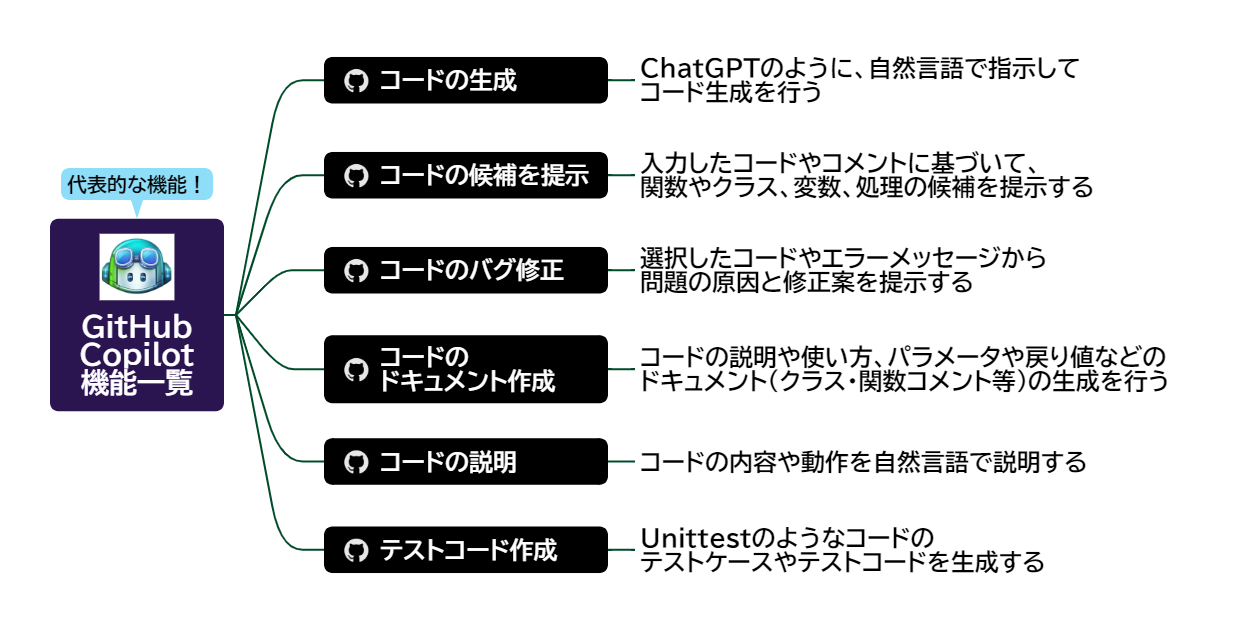 代表的な機能！
GitHub
Copilot
機能一覧
コードの生成
ChatGPTのように、自然言語で指示して
コード生成を行う
コードの候補を提示
入力したコードやコメントに基づいて、
関数やクラス、変数、処理の候補を提示する
コードのバグ修正
選択したコードやエラーメッセージから
問題の原因と修正案を提示する
コードの
ドキュメント作成
コードの説明や使い方、パラメータや戻り値などの
ドキュメント（クラス・関数コメント等）の生成を行う
コードの説明
コードの内容や動作を自然言語で説明する
テストコード作成
Unittestのようなコードの
テストケースやテストコードを生成する